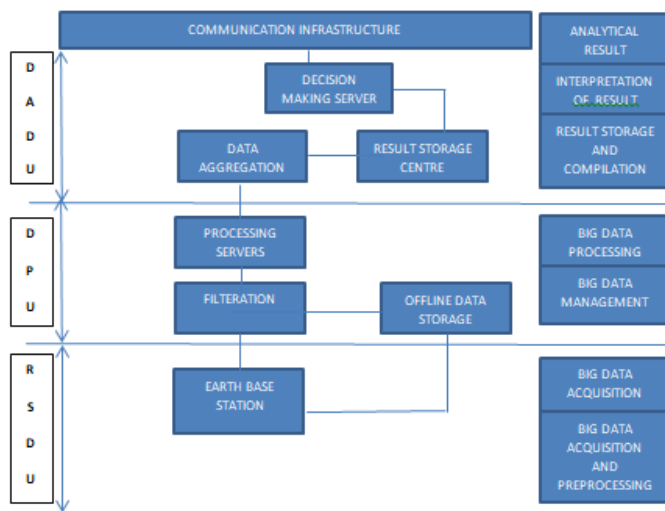 COMMUNICATION INFRASTRUCTURE
ANALYTICAL
RESULT
D
A
D
U
DECISION
MAKING SERVER
INTERPRETATION
OF RESULT
DATA
AGGREGATION
RESULT STORAGE
CENTRE
RESULT STORAGE
AND
COMPILATION
D
P
U
PROCESSING
SERVERS
BIG DATA
PROCESSING
FILTERATION
OFFLINE DATA
STORAGE
BIG DATA
MANAGEMENT
R
S
D
U
EARTH BASE
STATION
BIG DATA
ACQUISITION
BIG DATA
ACQUISITION
AND
PREPROCESSING